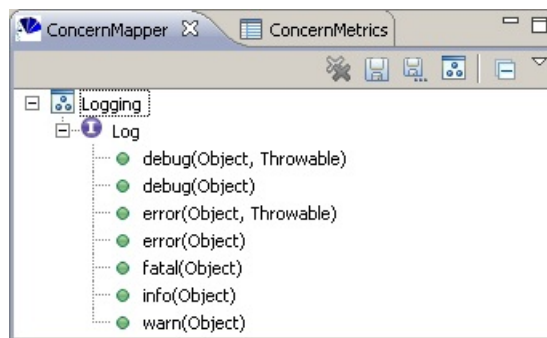 ConcernMapper ConcernMetrics
Logging
Log
debug(Object, Throwable)
debug(Object)
error(Object, Throwable)
error(Object)
fatal(Object)
info(Object)
warn(Object)